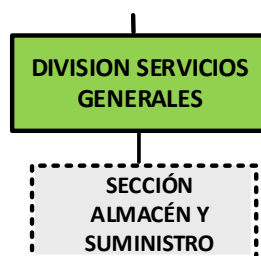 DIVISION SERVICIOS
GENERALES
SECCIÓN
ALMACÉN Y
SUMINISTRO